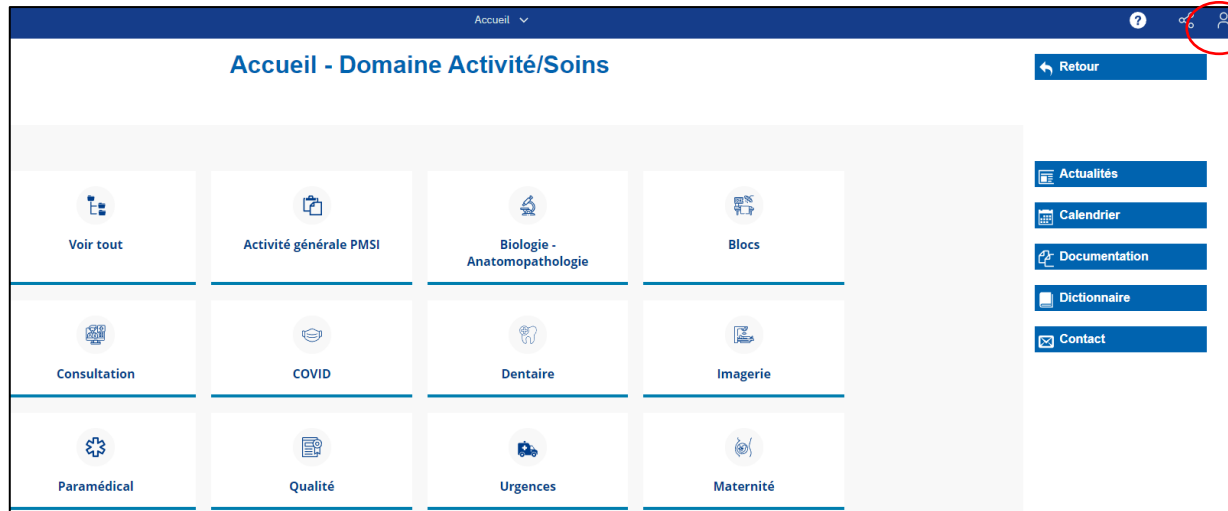 Accueil
?
Accueil - Domaine Activité/Soins
Retour
Actualités
Calendrier
Documentation
Dictionnaire
Contact
Voir tout
Activité générale PMSI
Biologie -
Anatomopathologie
Blocs
Consultation
COVID
Dentaire
Imagerie
Paramédical
Qualité
Urgences
Maternité